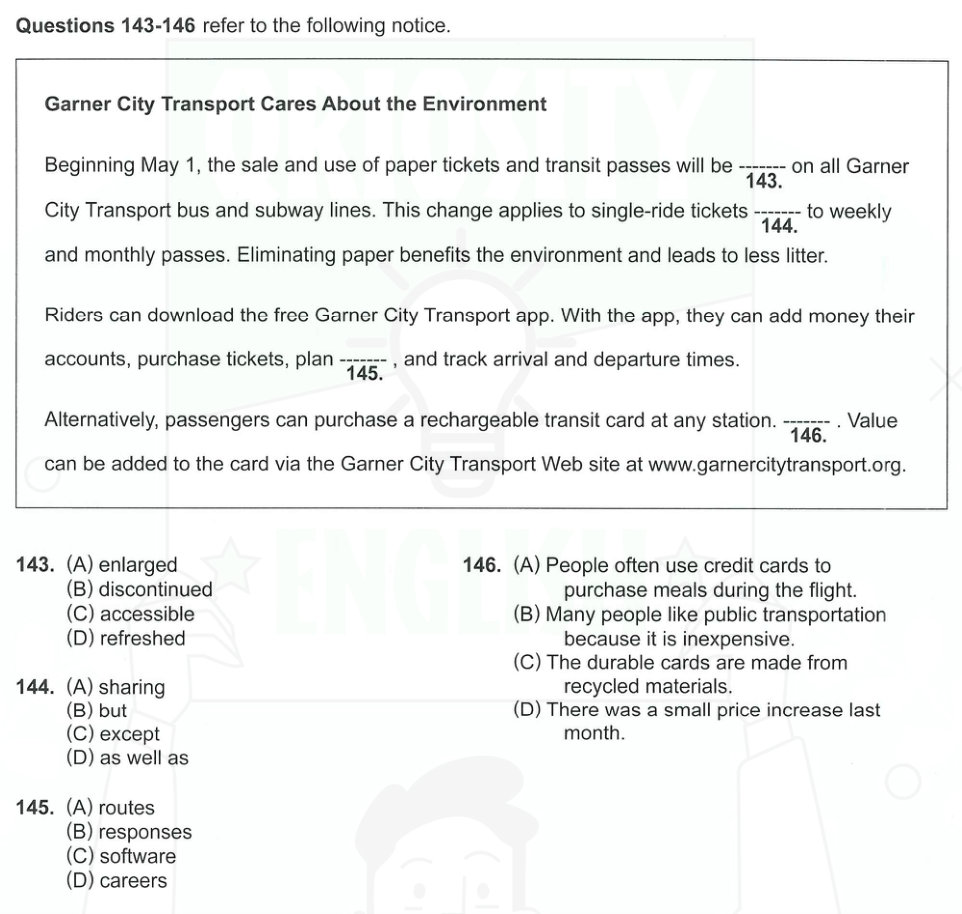 Questions 143-146 refer to the following notice.
Garner City Transport Cares About the Environment
Beginning May 1, the sale and use of paper tickets and transit passes will be ------- on all Garner
143.
City Transport bus and subway lines. This change applies to single-ride tickets ------- to weekly
144.
and monthly passes. Eliminating paper benefits the environment and leads to less litter.
Riders can download the free Garner City Transport app. With the app, they can add money their
accounts, purchase tickets, plan ------- , and track arrival and departure times.
145.
Alternatively, passengers can purchase a rechargeable transit card at any station. ------- . Value
146.
can be added to the card via the Garner City Transport Web site at www.garnercitytransport.org.
143. (A) enlarged
(B) discontinued
(C) accessible
(D) refreshed
144. (A) sharing
(B) but
(C) except
(D) as well as
145. (A) routes
(B) responses
(C) software
(D) careers
146. (A) People often use credit cards to
purchase meals during the flight.
(B) Many people like public transportation
because it is inexpensive.
(C) The durable cards are made from
recycled materials.
(D) There was a small price increase last
month.
ENGLISH